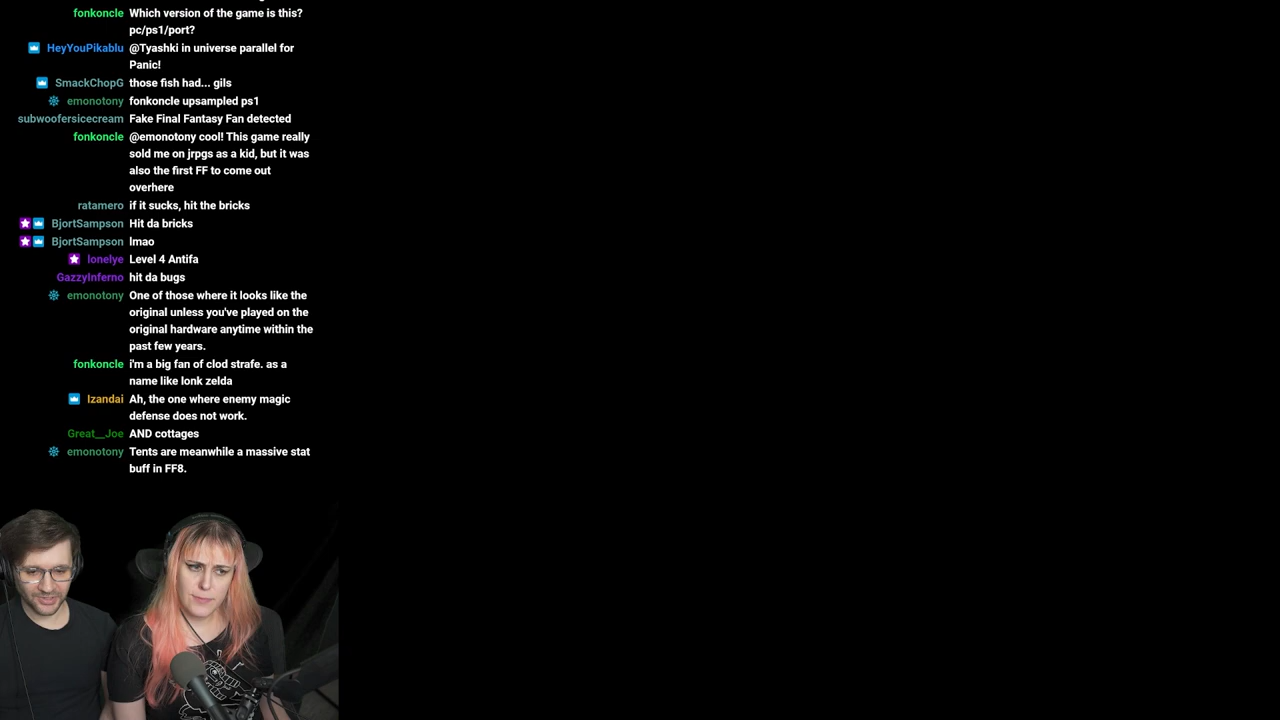 fonkoncle Which version of the game is this?
pc/ps1/port?
HeyYouPikablu @Tyashki in universe parallel for
Panic!
SmackChopG those fish had... gils
emonotony fonkoncle upsampled ps1
subwoofersicecream Fake Final Fantasy Fan detected
fonkoncle @emonotony cool! This game really
sold me on jrpgs as a kid, but it was
also the first FF to come out
overhere
ratamero if it sucks, hit the bricks
BjortSampson Hit da bricks
BjortSampson lmao
lonelye Level 4 Antifa
GazzyInferno hit da bugs
emonotony One of those where it looks like the
original unless you've played on the
original hardware anytime within the
past few years.
fonkoncle i'm a big fan of clod strafe. as a
name like lonk zelda
Izandai Ah, the one where enemy magic
defense does not work.
Great__Joe AND cottages
emonotony Tents are meanwhile a massive stat
buff in FF8.